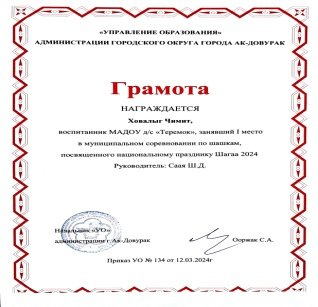 «УПРАВЛЕНИЕ ОБРАЗОВАНИЯ»
АДМИНИСТРАЦИИ ГОРОДСКОГО ОКРУГА ГОРОДА АК-ДОВУРАК
Грамота
НАГРАЖДАЕТСЯ
Ховалыг Чимит,
воспитанник МАДОУ д/с «Теремок», занявший I место
в муниципальном соревновании по шашкам,
посвященного национальному празднику Шагаа 2024
Руководитель: Саая Ш.Д.
Начальник «УО»
администрации г Ак-Довурак Ооржак С.А.
Приказ УО № 134 от 12.03.2024г